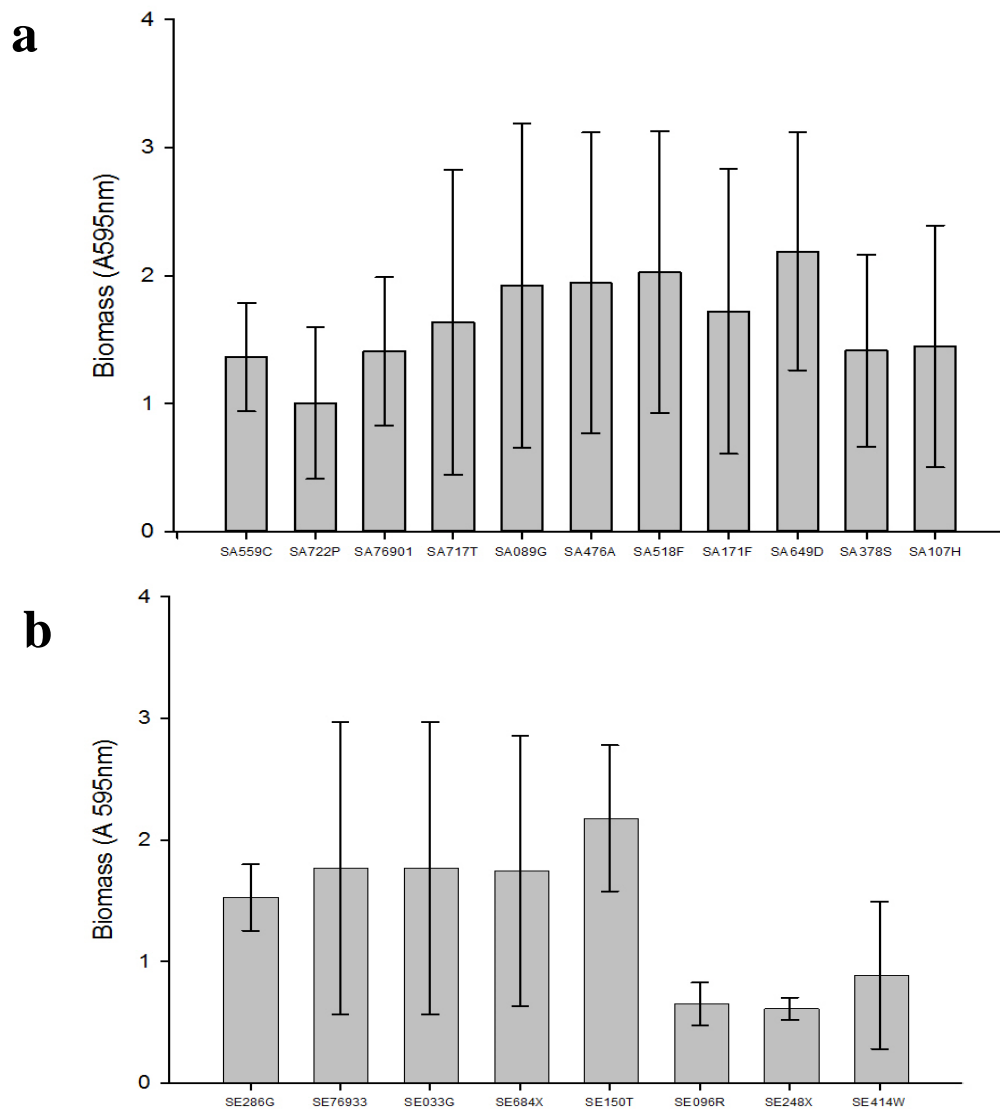 a
4
3
2
1
0
Biomass (A595nm)
SA559C SA722P SA76901 SA717T SA089G SA476A SA518F SA171F SA649D SA378S SA107H
b
4
3
2
1
0
Biomass (A 595nm)
SE286G SE76933 SE033G SE684X SE150T SE096R SE248X SE414W